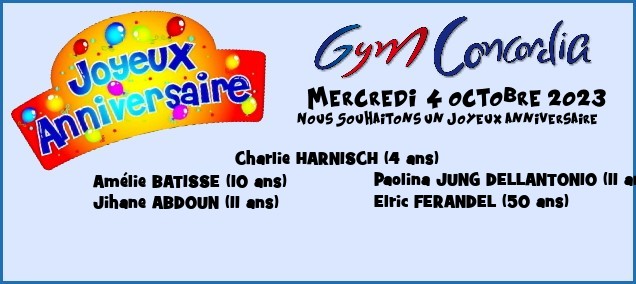 Joyeux
Anniversaire
Gym Concordia
MERCREDI 4 OCTOBRE 2023
NOUS SOUHAITONS UN JOYEUX ANNIVERSAIRE
Charlie HARNISCH (4 ans)
Amélie BATISSE (10 ans)
Paolina JUNG DELLANTONIO (11 a
Jihane ABDOUN (11 ans)
Elric FERANDEL (50 ans)